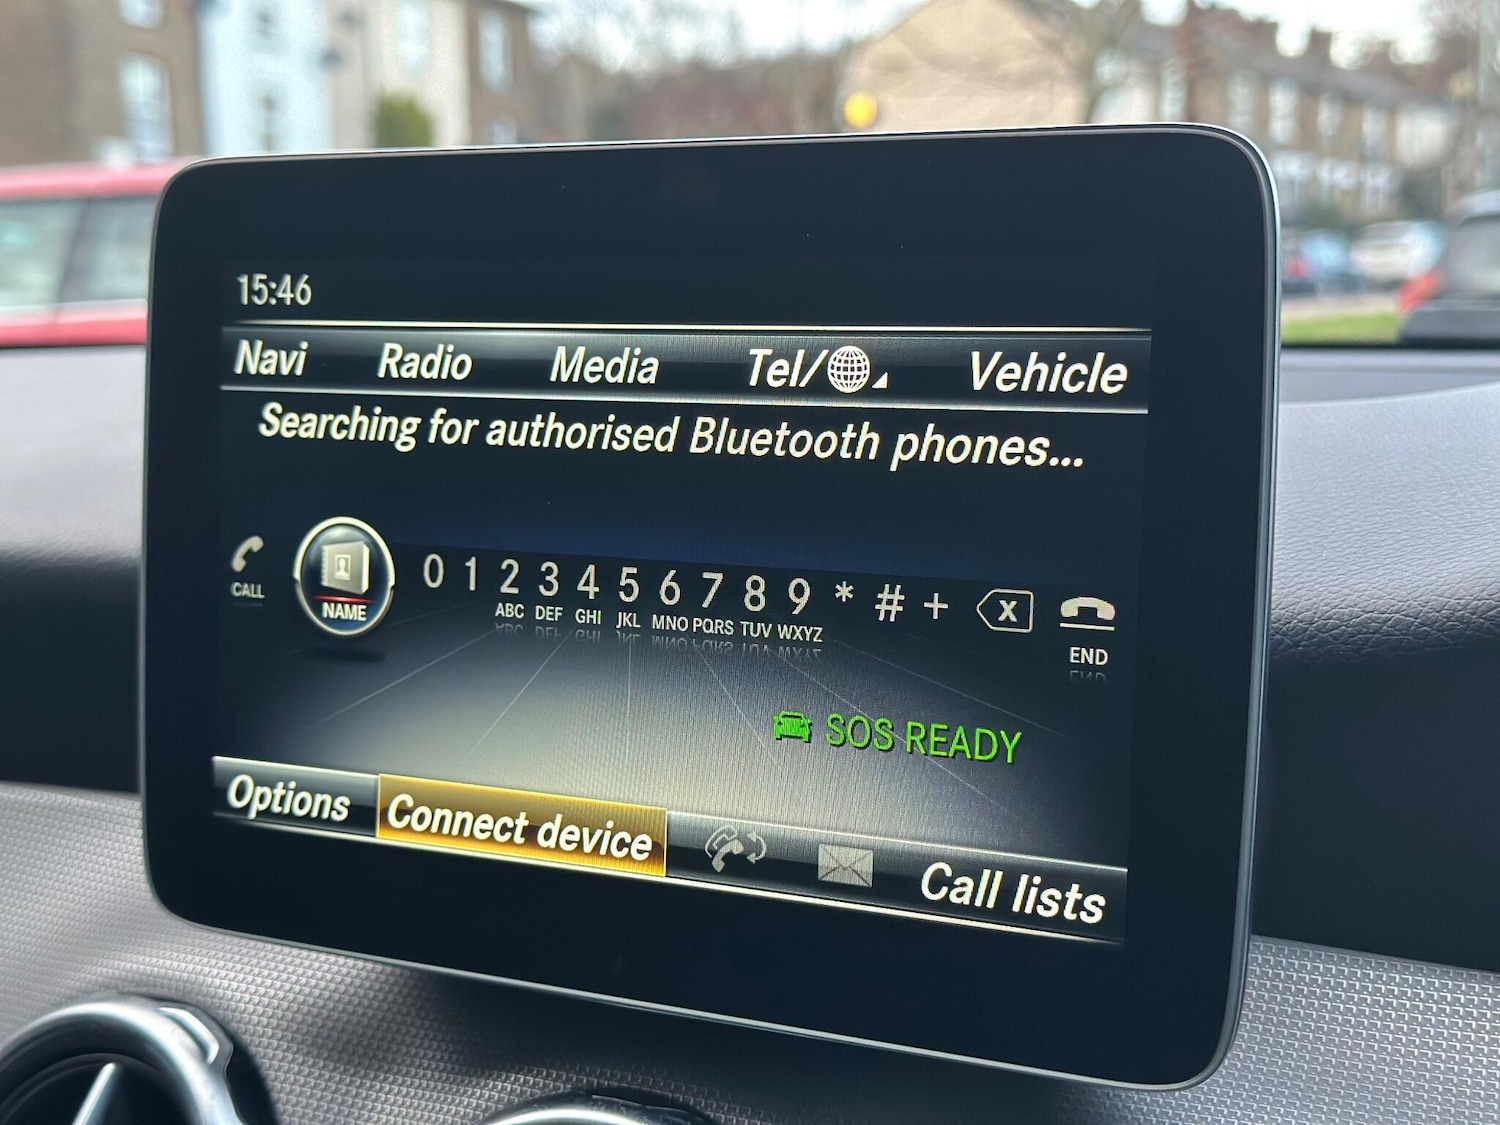 15:46
Navi Radio Media Tel/ Vehicle
Searching for authorised Bluetooth phones...
CALL
NAME
0 1 2 3 4 5 6 7 8 9 * # + X
ABC DEF GHI JKL MNO PQRS TUV WXYZ
END
SOS READY
Options Connect device Call lists